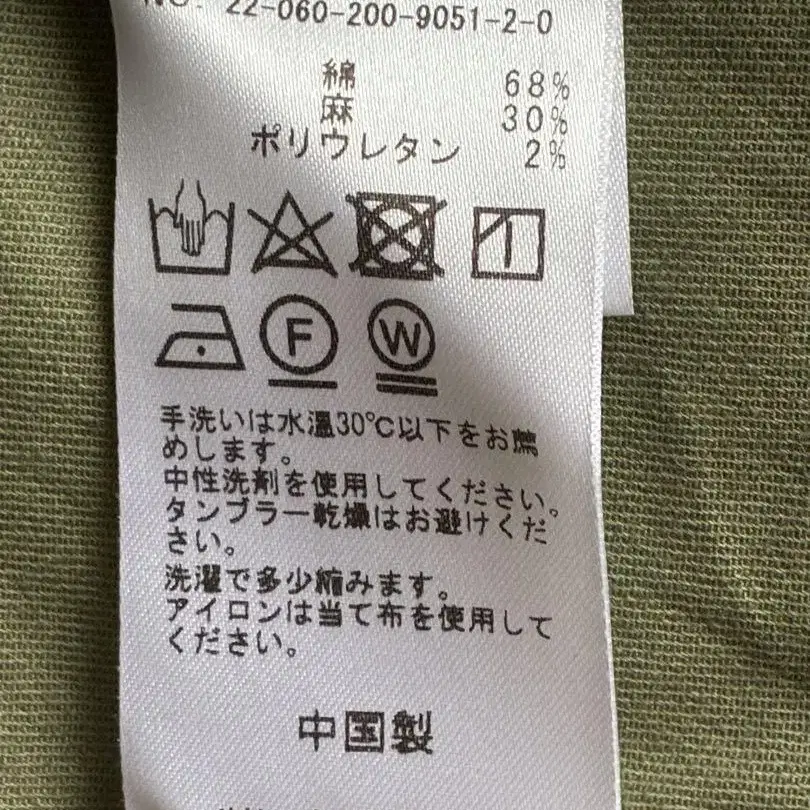 NO. 22-060-200-9051-2-0
綿 68%
麻 30%
ポリウレタン 2%
F W
手洗いは水温30℃以下をお薦
めします。
中性洗剤を使用してください。
タンブラー乾燥はお避けくだ
さい。
洗濯で多少縮みます。
アイロンは当て布を使用して
ください。
中国製